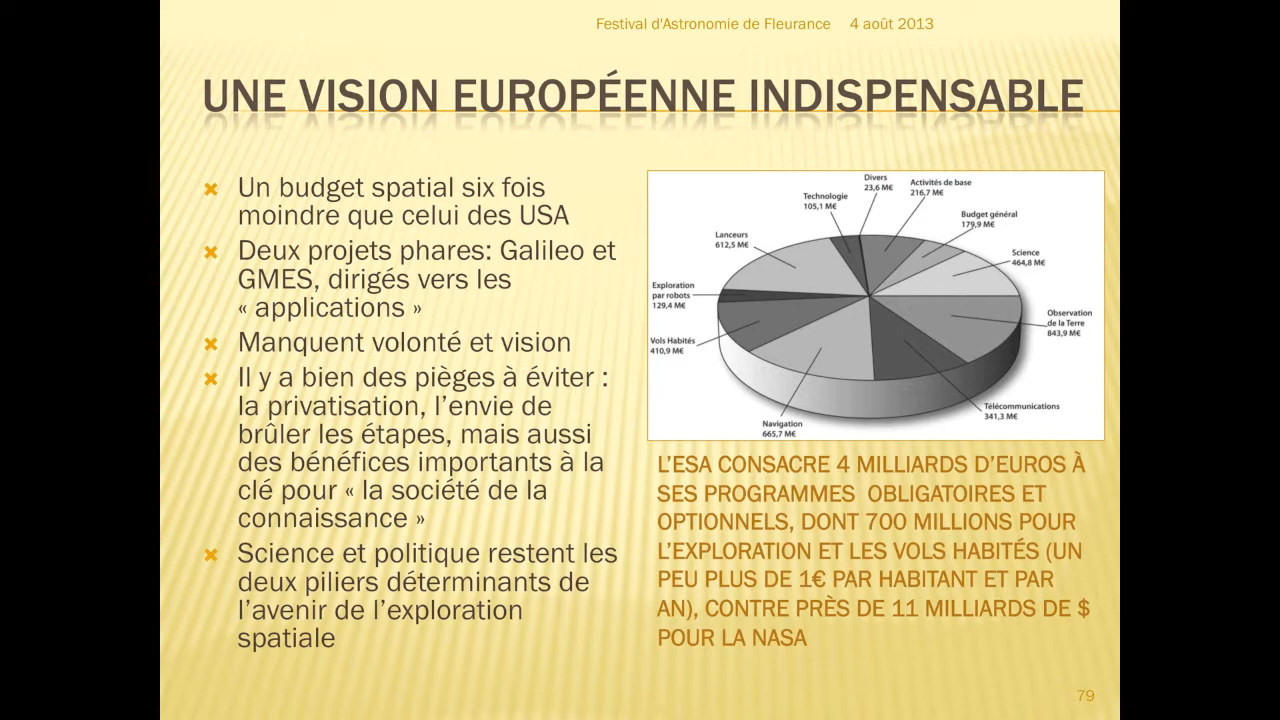 Festival d'Astronomie de Fleurance 4 août 2013
UNE VISION EUROPÉENNE INDISPENSABLE
Un budget spatial six fois
moindre que celui des USA
Deux projets phares: Galileo et
GMES, dirigés vers les
« applications »
Manquent volonté et vision
Il y a bien des pièges à éviter :
la privatisation, l’envie de
brûler les étapes, mais aussi
des bénéfices importants à la
clé pour « la société de la
connaissance »
Science et politique restent les
deux piliers déterminants de
l’avenir de l’exploration
spatiale
Divers
23,6 M€
Activités de base
216,7 M€
Technologie
105,1 M€
Budget général
179,9 M€
Lanceurs
612,5 M€
Science
464,8 M€
Exploration
par robots
129,4 M€
Observation
de la Terre
843,9 M€
Vols Habités
410,9 M€
Télécommunications
341,3 M€
Navigation
665,7 M€
L’ESA CONSACRE 4 MILLIARDS D’EUROS À
SES PROGRAMMES OBLIGATOIRES ET
OPTIONNELS, DONT 700 MILLIONS POUR
L’EXPLORATION ET LES VOLS HABITÉS (UN
PEU PLUS DE 1€ PAR HABITANT ET PAR
AN), CONTRE PRÈS DE 11 MILLIARDS DE $
POUR LA NASA
79